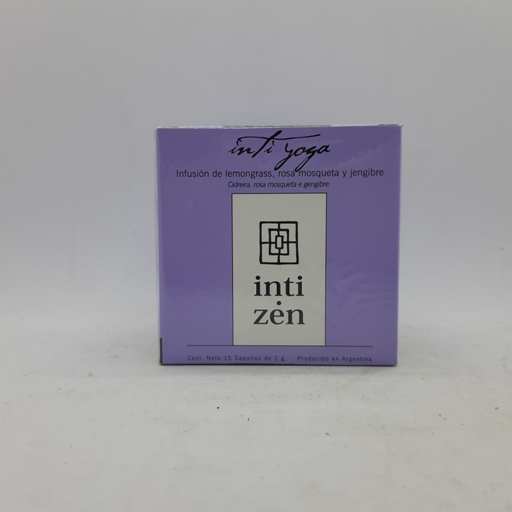 inti yoga
Infusión de lemongrass, rosa mosqueta y jengibre
Cidreira, rosa mosqueta e gengibre
inti
zen
Cont. Neto 15 Saquitos de 2 g. Producido en Argentina